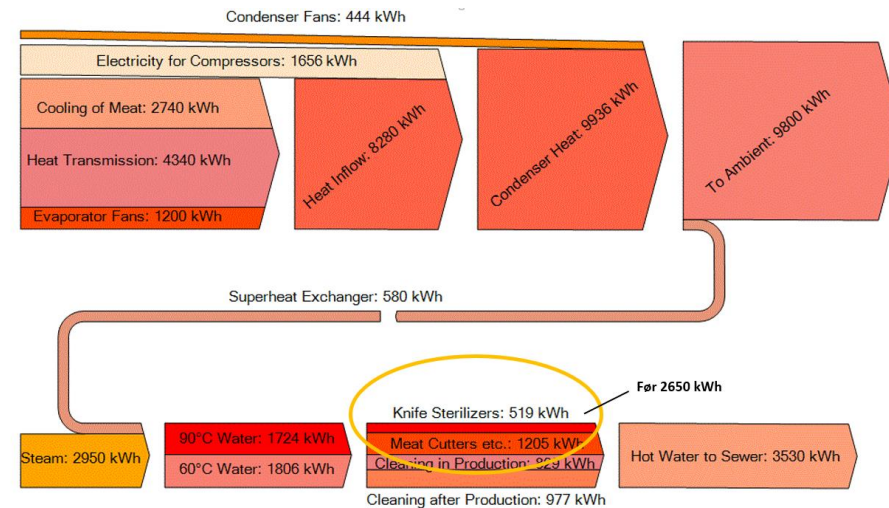 Condenser Fans: 444 kWh
Electricity for Compressors: 1656 kWh
Cooling of Meat: 2740 kWh
Heat Transmission: 4340 kWh
Evaporator Fans: 1200 kWh
Heat Inflow: 8280 kWh
Condenser Heat: 9936 kWh
To Ambient: 9800 kWh
Superheat Exchanger: 580 kWh
Før 2650 kWh
Knife Sterilizers: 519 kWh
Steam: 2950 kWh
90°C Water: 1724 kWh
60°C Water: 1806 kWh
Meat Cutters etc.: 1205 kWh
Cleaning in Production: 829 kWh
Cleaning after Production: 977 kWh
Hot Water to Sewer: 3530 kWh